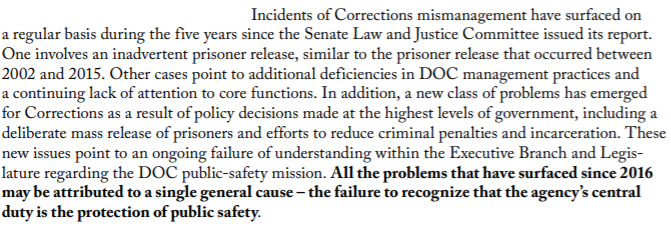 Incidents of Corrections mismanagement have surfaced on
a regular basis during the five years since the Senate Law and Justice Committee issued its report.
One involves an inadvertent prisoner release, similar to the prisoner release that occurred between
2002 and 2015. Other cases point to additional deficiencies in DOC management practices and
a continuing lack of attention to core functions. In addition, a new class of problems has emerged
for Corrections as a result of policy decisions made at the highest levels of government, including a
deliberate mass release of prisoners and efforts to reduce criminal penalties and incarceration. These
new issues point to an ongoing failure of understanding within the Executive Branch and Legis-
lature regarding the DOC public-safety mission. All the problems that have surfaced since 2016
may be attributed to a single general cause – the failure to recognize that the agency's central
duty is the protection of public safety.